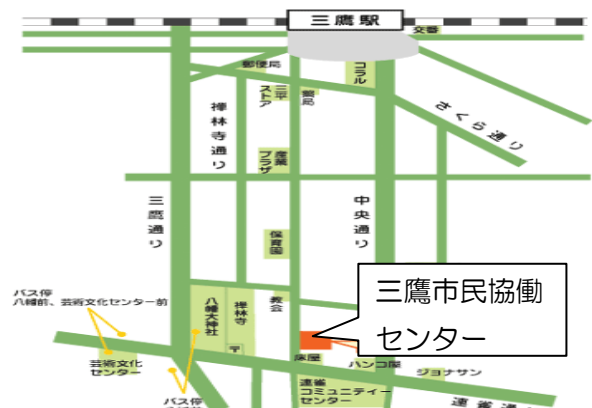 三鷹駅
交番
郵便局
コラル
三平
ストア
薬局
さくら通り
禅林寺通り
産業
プラザ
三鷹通り
中央通り
保育園
三鷹市民協働
センター
バス停
八幡前、芸術文化センター前
八幡大神社
禅林寺
教会
〒
床屋
ハンコ屋
ジョナサン
芸術文化
センター
連雀
コミュニティー
センター
連雀通
バス停